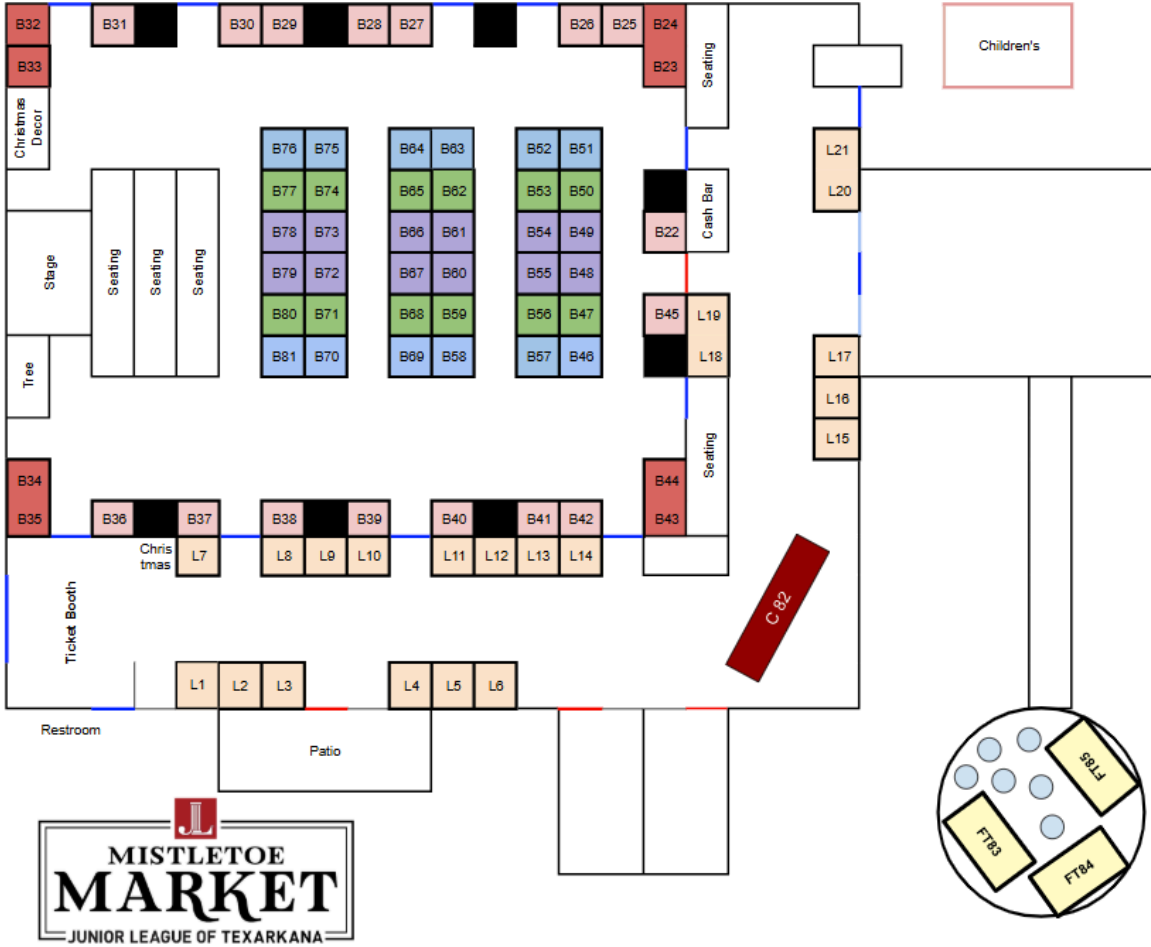 B32
B31
B30
B29
B28
B27
B26
B25
B24
Seating
Children's
B33
B23
Christmas
Decor
B76
B75
B64
B63
B52
B51
L21
B77
B74
B65
B62
B53
B50
L20
Stage
Seating
Seating
Seating
B78
B73
B66
B61
B54
B49
B22
Cash Bar
B79
B72
B67
B60
B55
B48
B80
B71
B68
B59
B56
B47
B45
L19
Tree
B81
B70
B69
B58
B57
B46
L18
L17
L16
L15
Seating
B34
B44
B35
B36
B37
B38
B39
B40
B41
B42
B43
Chris
tmas
L7
L8
L9
L10
L11
L12
L13
L14
Ticket Booth
C 82
L1
L2
L3
L4
L5
L6
Restroom
Patio
FT85
FT83
FT84
JL
MISTLETOE
MARKET
JUNIOR LEAGUE OF TEXARKANA